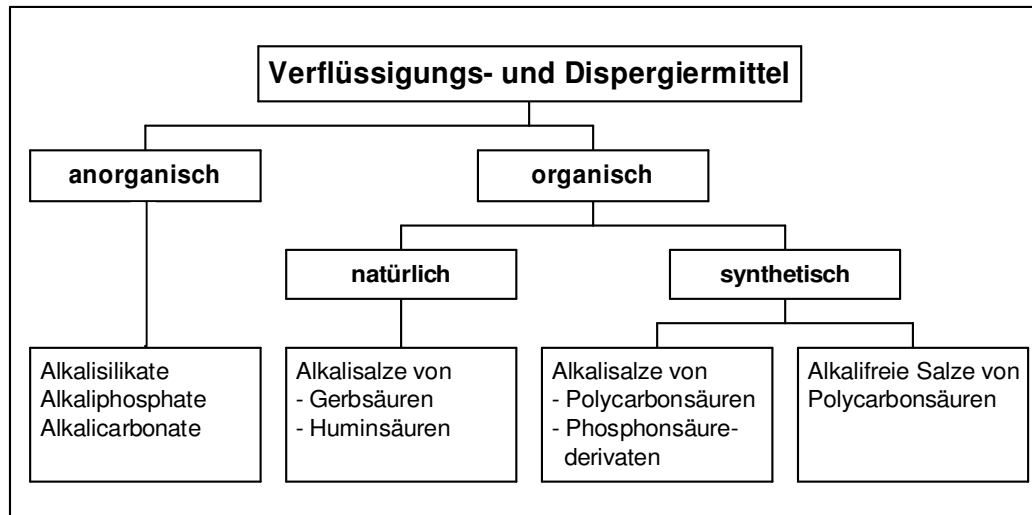 Verflüssigungs- und Dispergiermittel
anorganisch
organisch
natürlich
synthetisch
Alkalisilikate
Alkaliphosphate
Alkalicarbonate
Alkalisalze von
- Gerbsäuren
- Huminsäuren
Alkalisalze von
- Polycarbonsäuren
- Phosphonsäure-
derivaten
Alkalifreie Salze von
Polycarbonsäuren